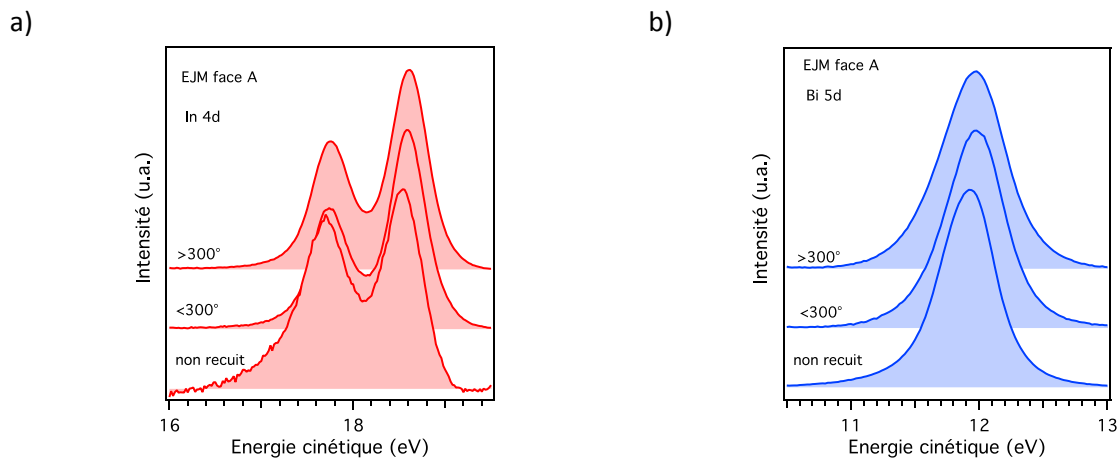 a)
EJM face A
In 4d
Intensité (u.a.)
>300°
<300°
non recuit
16
18
Energie cinétique (eV)
b)
EJM face A
Bi 5d
Intensité (u.a.)
>300°
<300°
non recuit
11
12
13
Energie cinétique (eV)